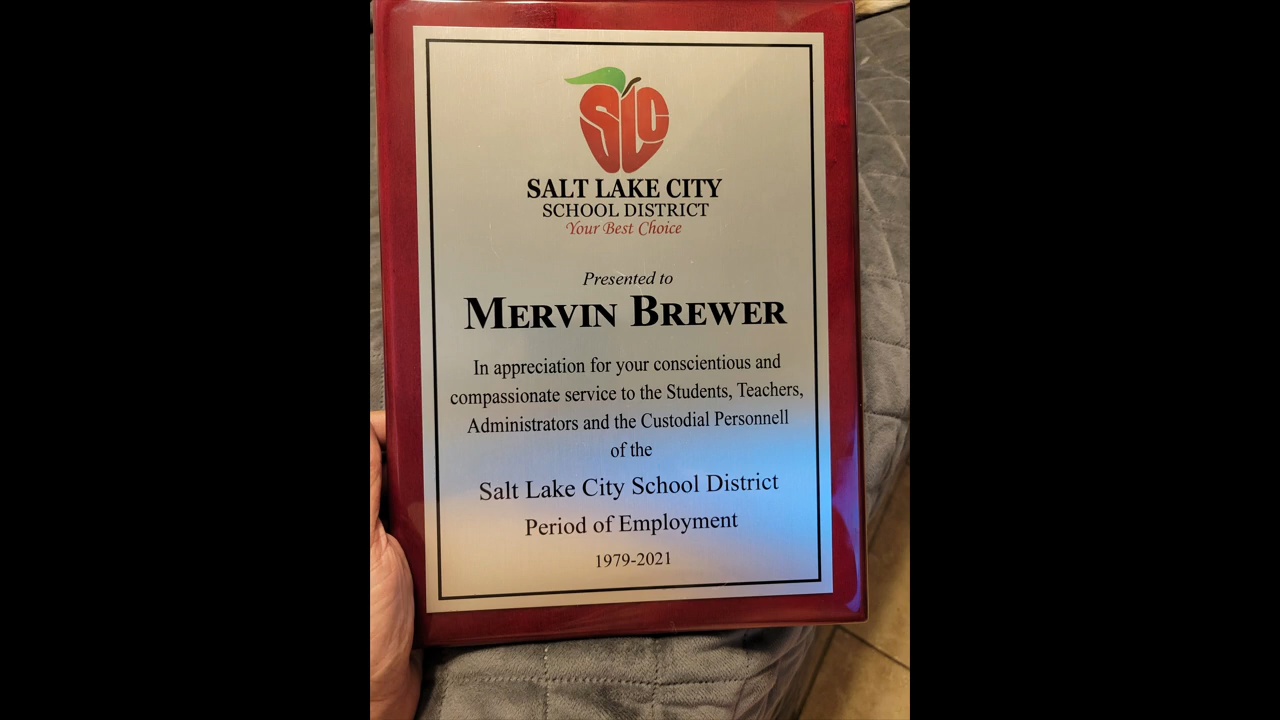 SLC
SALT LAKE CITY
SCHOOL DISTRICT
Your Best Choice
Presented to
MERVIN BREWER
In appreciation for your conscientious and
compassionate service to the Students, Teachers,
Administrators and the Custodial Personnell
of the
Salt Lake City School District
Period of Employment
1979-2021